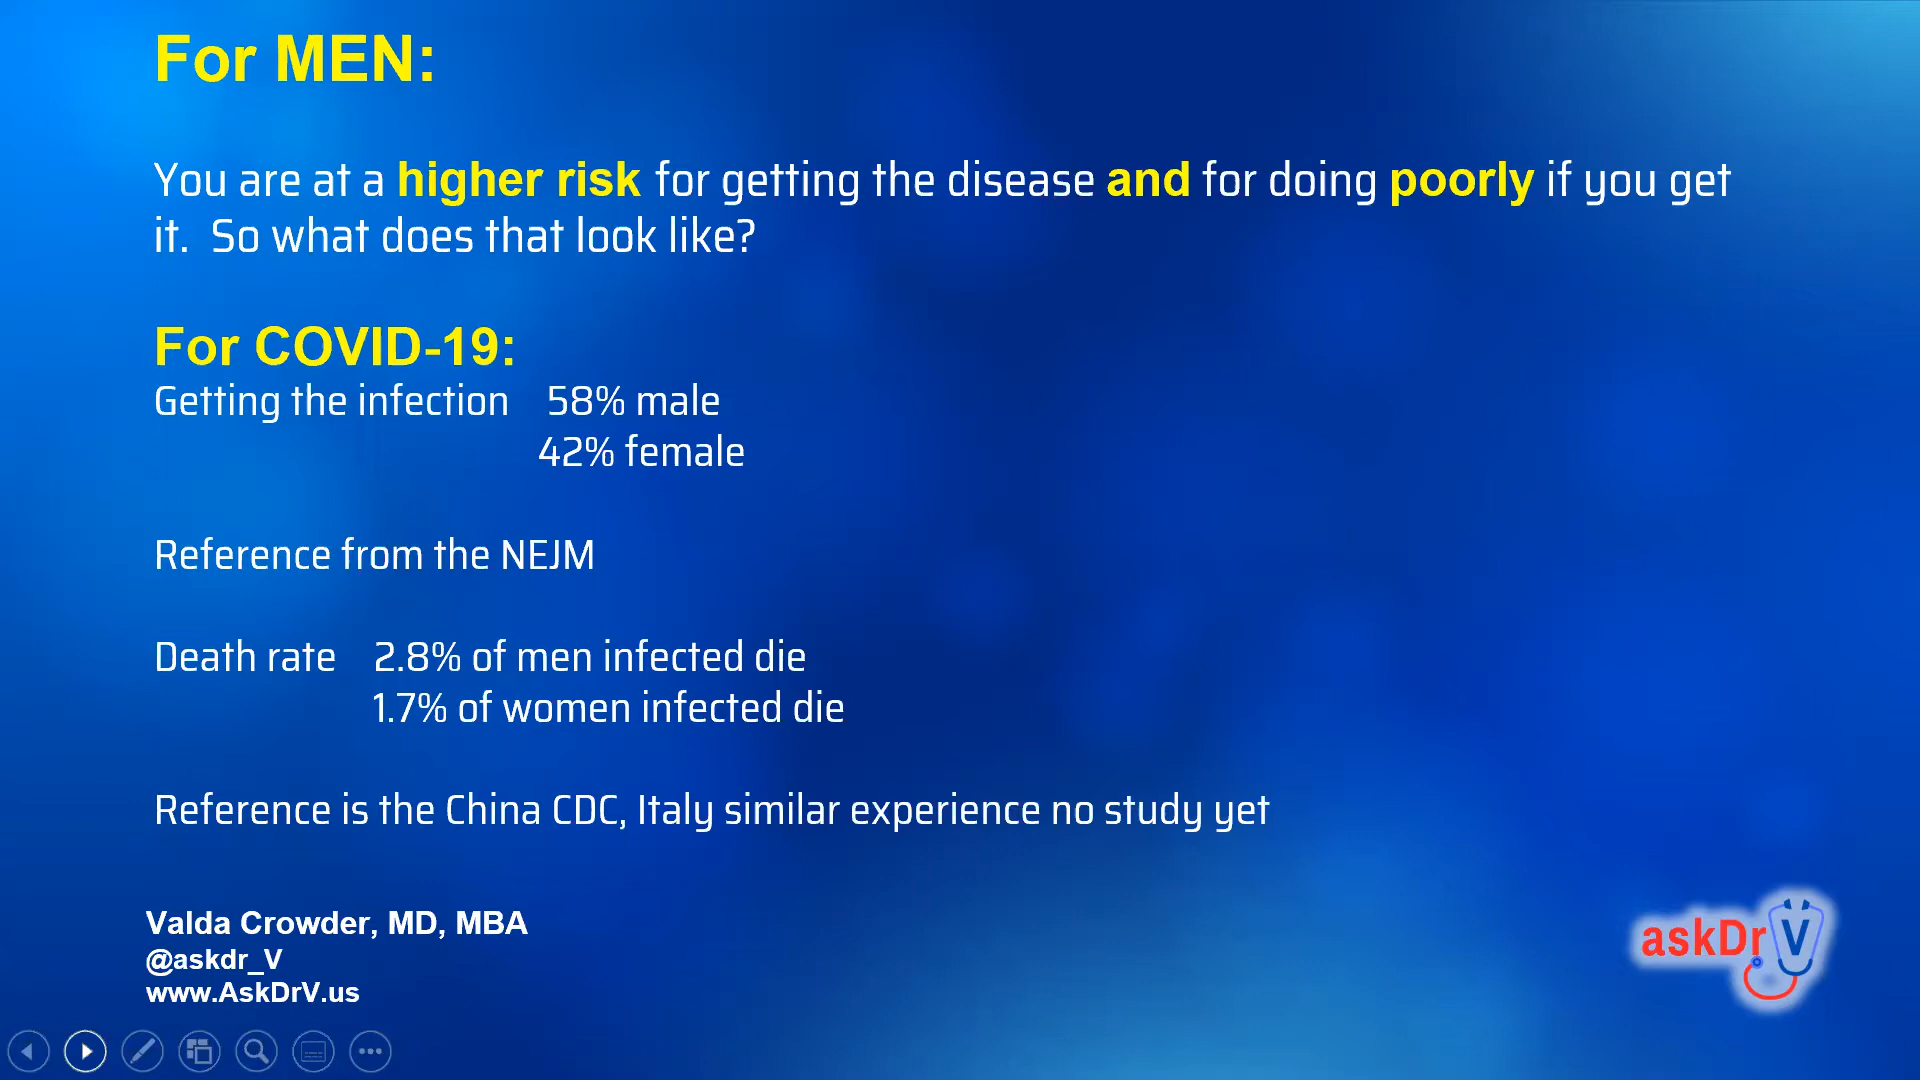 For MEN:
You are at a higher risk for getting the disease and for doing poorly if you get
it. So what does that look like?
For COVID-19:
Getting the infection 58% male
42% female
Reference from the NEJM
Death rate 2.8% of men infected die
1.7% of women infected die
Reference is the China CDC, Italy similar experience no study yet
Valda Crowder, MD, MBA
@askdr_V
www.AskDrV.us
askDrV